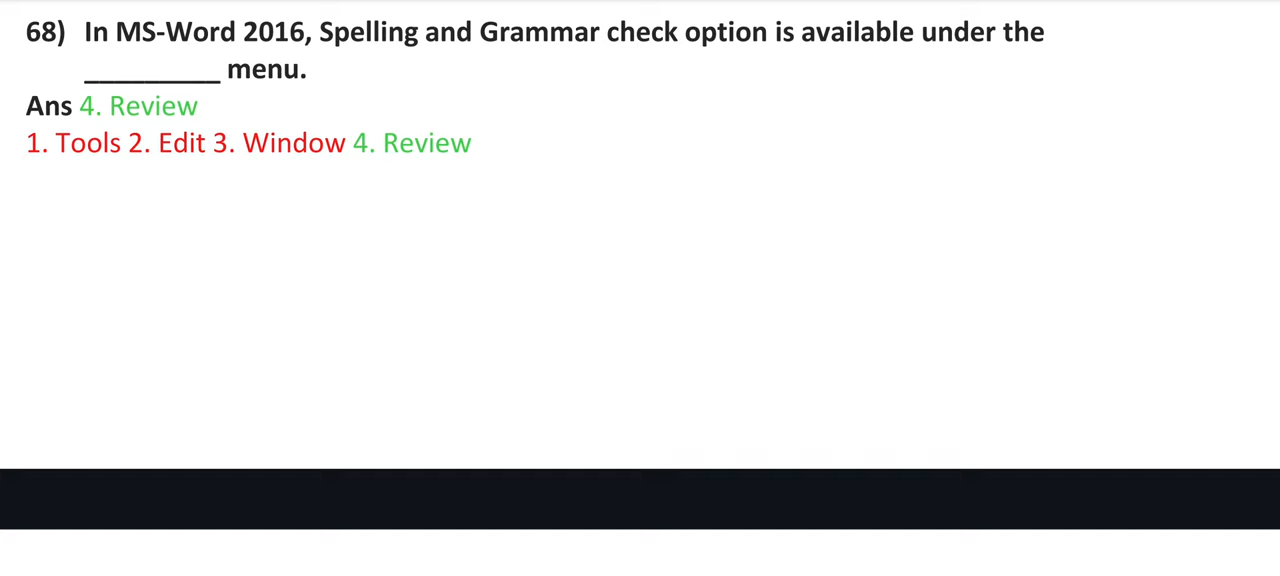 68) In MS-Word 2016, Spelling and Grammar check option is available under the
_________ menu.
Ans 4. Review
1. Tools 2. Edit 3. Window 4. Review